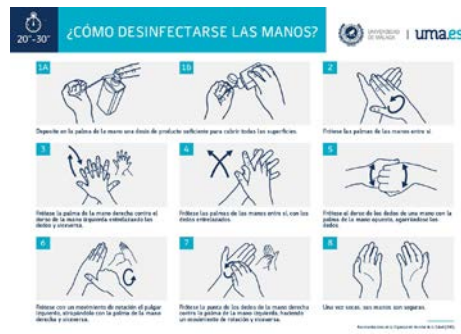 20"-30"
¿CÓMO DESINFECTARSE LAS MANOS?
UNIVERSIDAD
DE MÁLAGA
uma.es
1A
1b
2
Deposite en la palma de la mano una dosis de producto suficiente para cubrir todas las superficies.
Frótese las palmas de las manos entre sí.
3
4
5
Frótese la palma de la mano derecha contra el
dorso de la mano izquierda entrelazando los
dedos y viceversa.
Frótese las palmas de las manos entre sí, con los
dedos entrelazados.
Frótese el dorso de los dedos de una mano con la
palma de la mano opuesta, agarrándose los
dedos.
6
7
8
Frótese con un movimiento de rotación el pulgar
izquierdo, atrapándolo con la palma de la mano
derecha y viceversa.
Frótese la punta de los dedos de la mano derecha
contra la palma de la mano izquierda, haciendo
un movimiento de rotación y viceversa.
Una vez secas, sus manos son seguras.